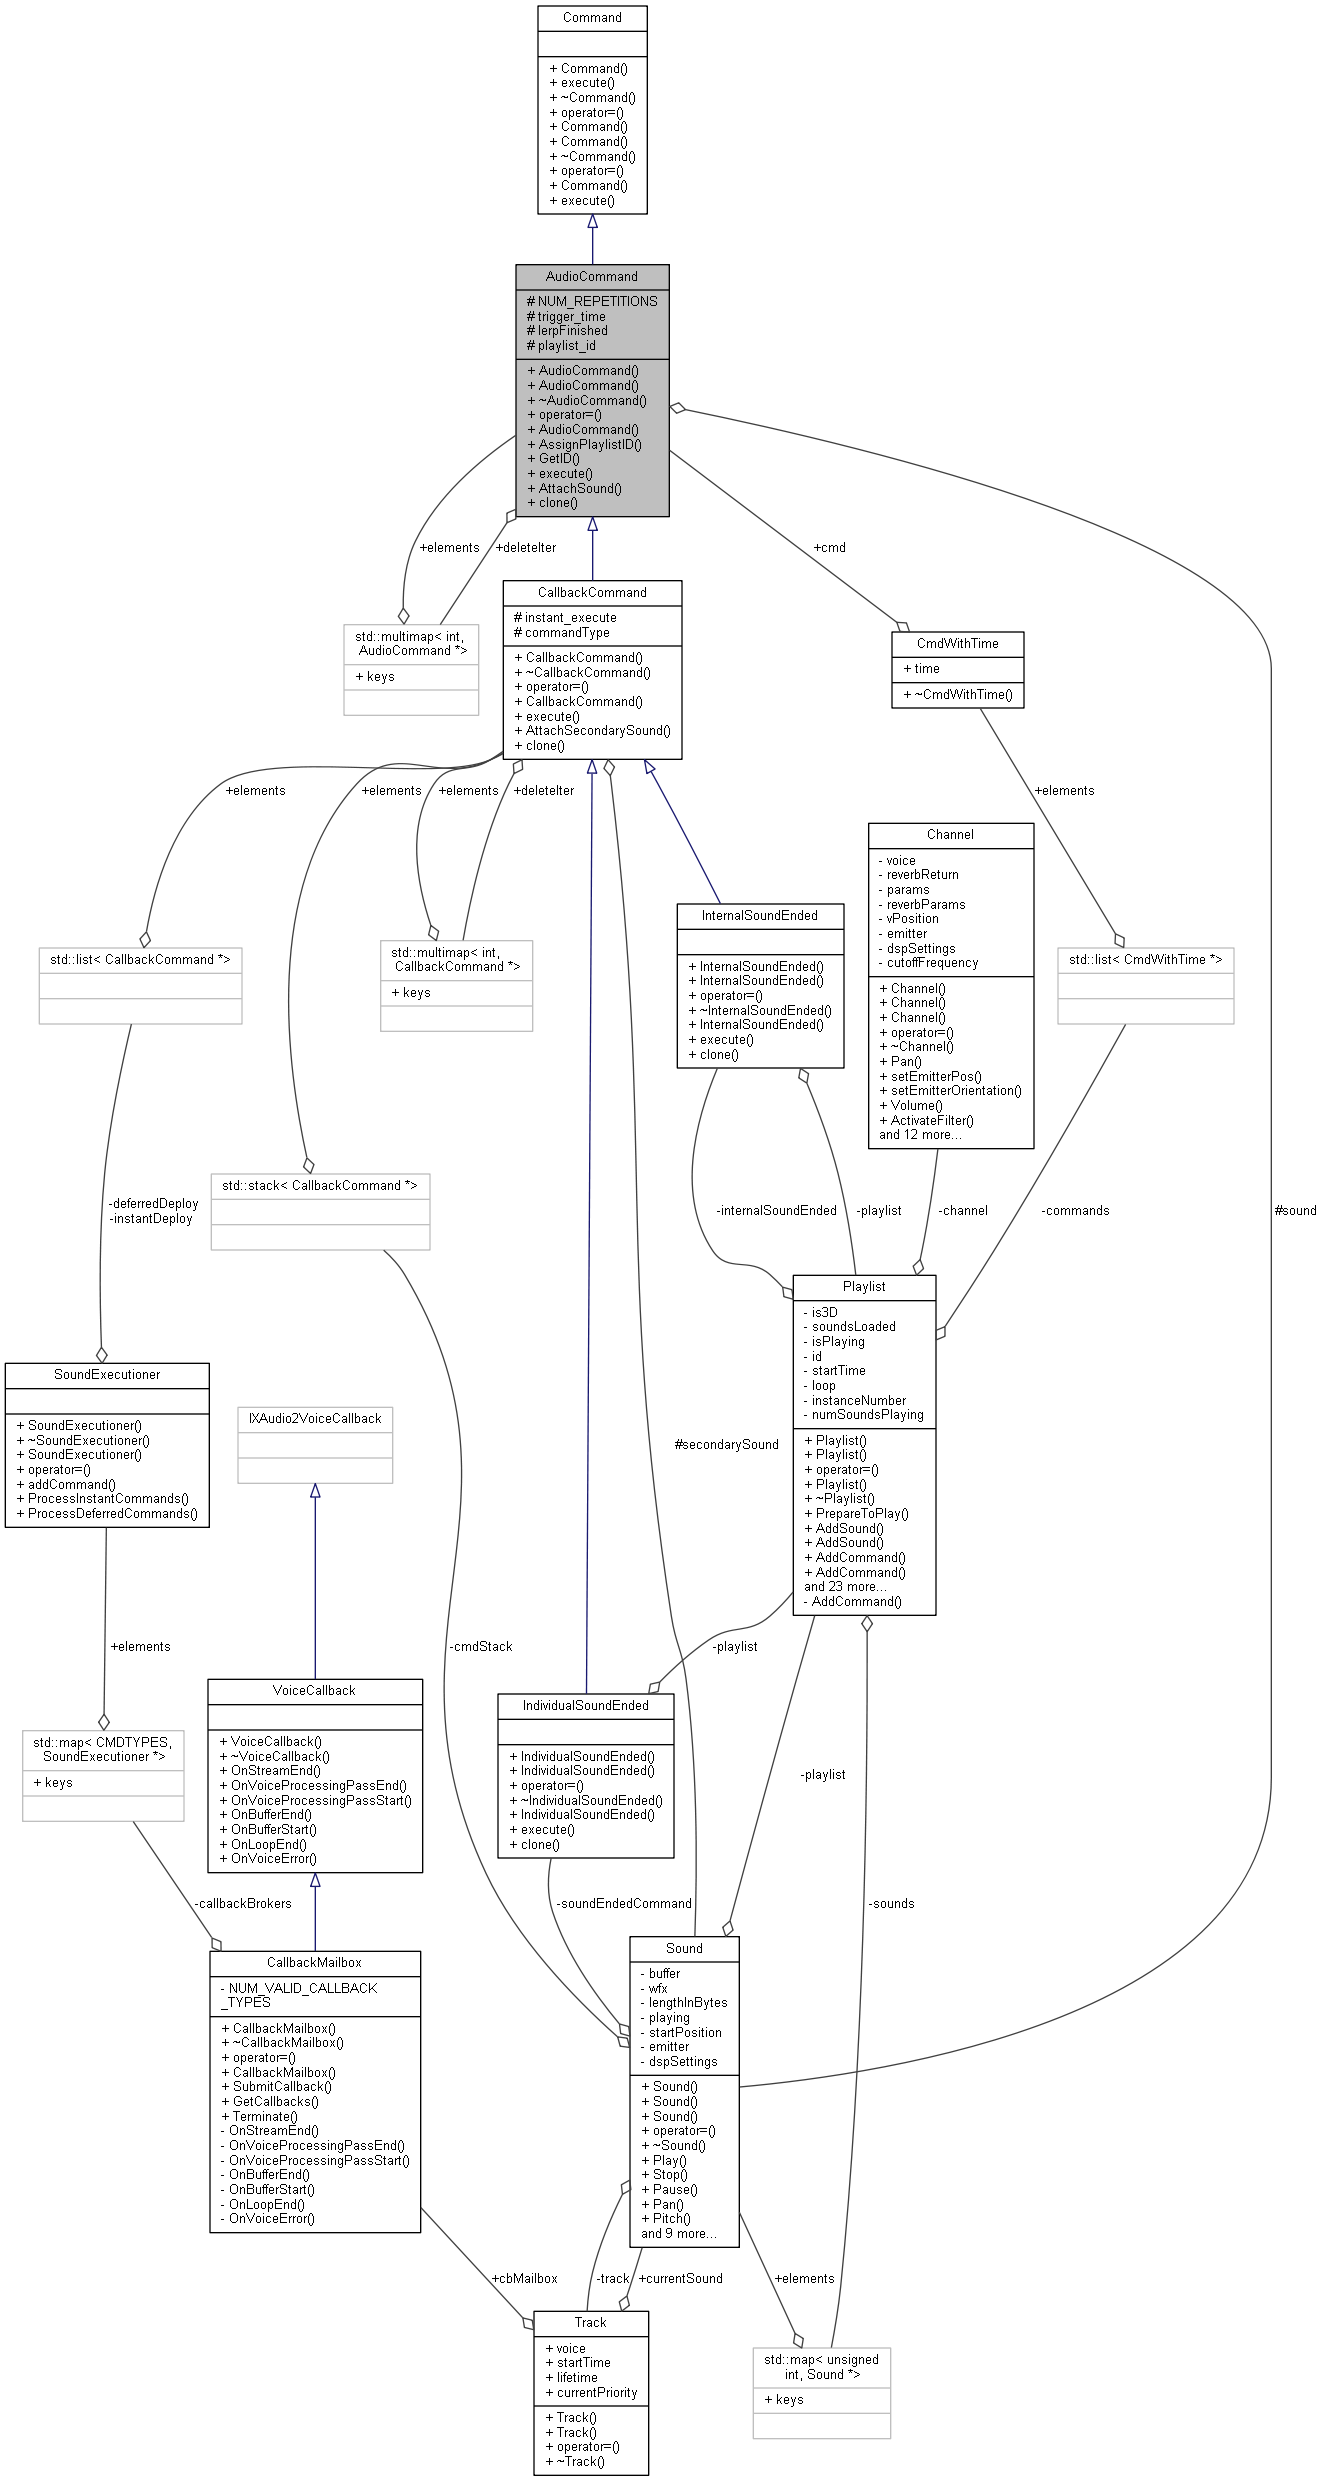 Command
+ Command()
+ execute()
+ ~Command()
+ operator=()
+ Command()
+ Command()
+ ~Command()
+ operator=()
+ Command()
+ execute()
AudioCommand
# NUM_REPETITIONS
# trigger_time
# lerpFinished
# playlist_id
+ AudioCommand()
+ AudioCommand()
+ ~AudioCommand()
+ operator=()
+ AudioCommand()
+ AssignPlaylistID()
+ GetID()
+ execute()
+ AttachSound()
+ clone()
+elements
+deleteIter
+cmd
std::multimap< int,
AudioCommand *>
+ keys
CallbackCommand
# instant_execute
# commandType
+ CallbackCommand()
+ ~CallbackCommand()
+ operator=()
+ CallbackCommand()
+ execute()
+ AttachSecondarySound()
+ clone()
CmdWithTime
+ time
+ ~CmdWithTime()
+elements
+elements
+elements
+deleteIter
+elements
Channel
- voice
- reverbReturn
- params
- reverbParams
- vPosition
- emitter
- dspSettings
- cutoffFrequency
+ Channel()
+ Channel()
+ Channel()
+ operator=()
+ ~Channel()
+ Pan()
+ setEmitterPos()
+ setEmitterOrientation()
+ Volume()
+ ActivateFilter()
and 12 more...
InternalSoundEnded
+ InternalSoundEnded()
+ InternalSoundEnded()
+ operator=()
+ ~InternalSoundEnded()
+ InternalSoundEnded()
+ execute()
+ clone()
std::list< CallbackCommand *>
std::multimap< int,
CallbackCommand *>
+ keys
std::list< CmdWithTime *>
std::stack< CallbackCommand *>
-deferredDeploy
-instantDeploy
-internalSoundEnded
-playlist
-channel
-commands
#sound
Playlist
- is3D
- soundsLoaded
- isPlaying
- id
- startTime
- loop
- instanceNumber
- numSoundsPlaying
+ Playlist()
+ Playlist()
+ operator=()
+ Playlist()
+ ~Playlist()
+ PrepareToPlay()
+ AddSound()
+ AddSound()
+ AddCommand()
+ AddCommand()
and 23 more...
- AddCommand()
SoundExecutioner
+ SoundExecutioner()
+ ~SoundExecutioner()
+ SoundExecutioner()
+ operator=()
+ addCommand()
+ ProcessInstantCommands()
+ ProcessDeferredCommands()
IXAudio2VoiceCallback
#secondarySound
+elements
-cmdStack
-playlist
VoiceCallback
+ VoiceCallback()
+ ~VoiceCallback()
+ OnStreamEnd()
+ OnVoiceProcessingPassEnd()
+ OnVoiceProcessingPassStart()
+ OnBufferEnd()
+ OnBufferStart()
+ OnLoopEnd()
+ OnVoiceError()
IndividualSoundEnded
+ IndividualSoundEnded()
+ IndividualSoundEnded()
+ operator=()
+ ~IndividualSoundEnded()
+ IndividualSoundEnded()
+ execute()
+ clone()
std::map< CMDTYPES,
SoundExecutioner *>
+ keys
-playlist
-callbackBrokers
-soundEndedCommand
-sounds
CallbackMailbox
- NUM_VALID_CALLBACK
_TYPES
+ CallbackMailbox()
+ ~CallbackMailbox()
+ operator=()
+ CallbackMailbox()
+ SubmitCallback()
+ GetCallbacks()
+ Terminate()
- OnStreamEnd()
- OnVoiceProcessingPassEnd()
- OnVoiceProcessingPassStart()
- OnBufferEnd()
- OnBufferStart()
- OnLoopEnd()
- OnVoiceError()
Sound
- buffer
- wfx
- lengthInBytes
- playing
- startPosition
- emitter
- dspSettings
+ Sound()
+ Sound()
+ Sound()
+ operator=()
+ ~Sound()
+ Play()
+ Stop()
+ Pause()
+ Pan()
+ Pitch()
and 9 more...
+cbMailbox
-track
+currentSound
+elements
Track
+ voice
+ startTime
+ lifetime
+ currentPriority
+ Track()
+ Track()
+ operator=()
+ ~Track()
std::map< unsigned
int, Sound *>
+ keys